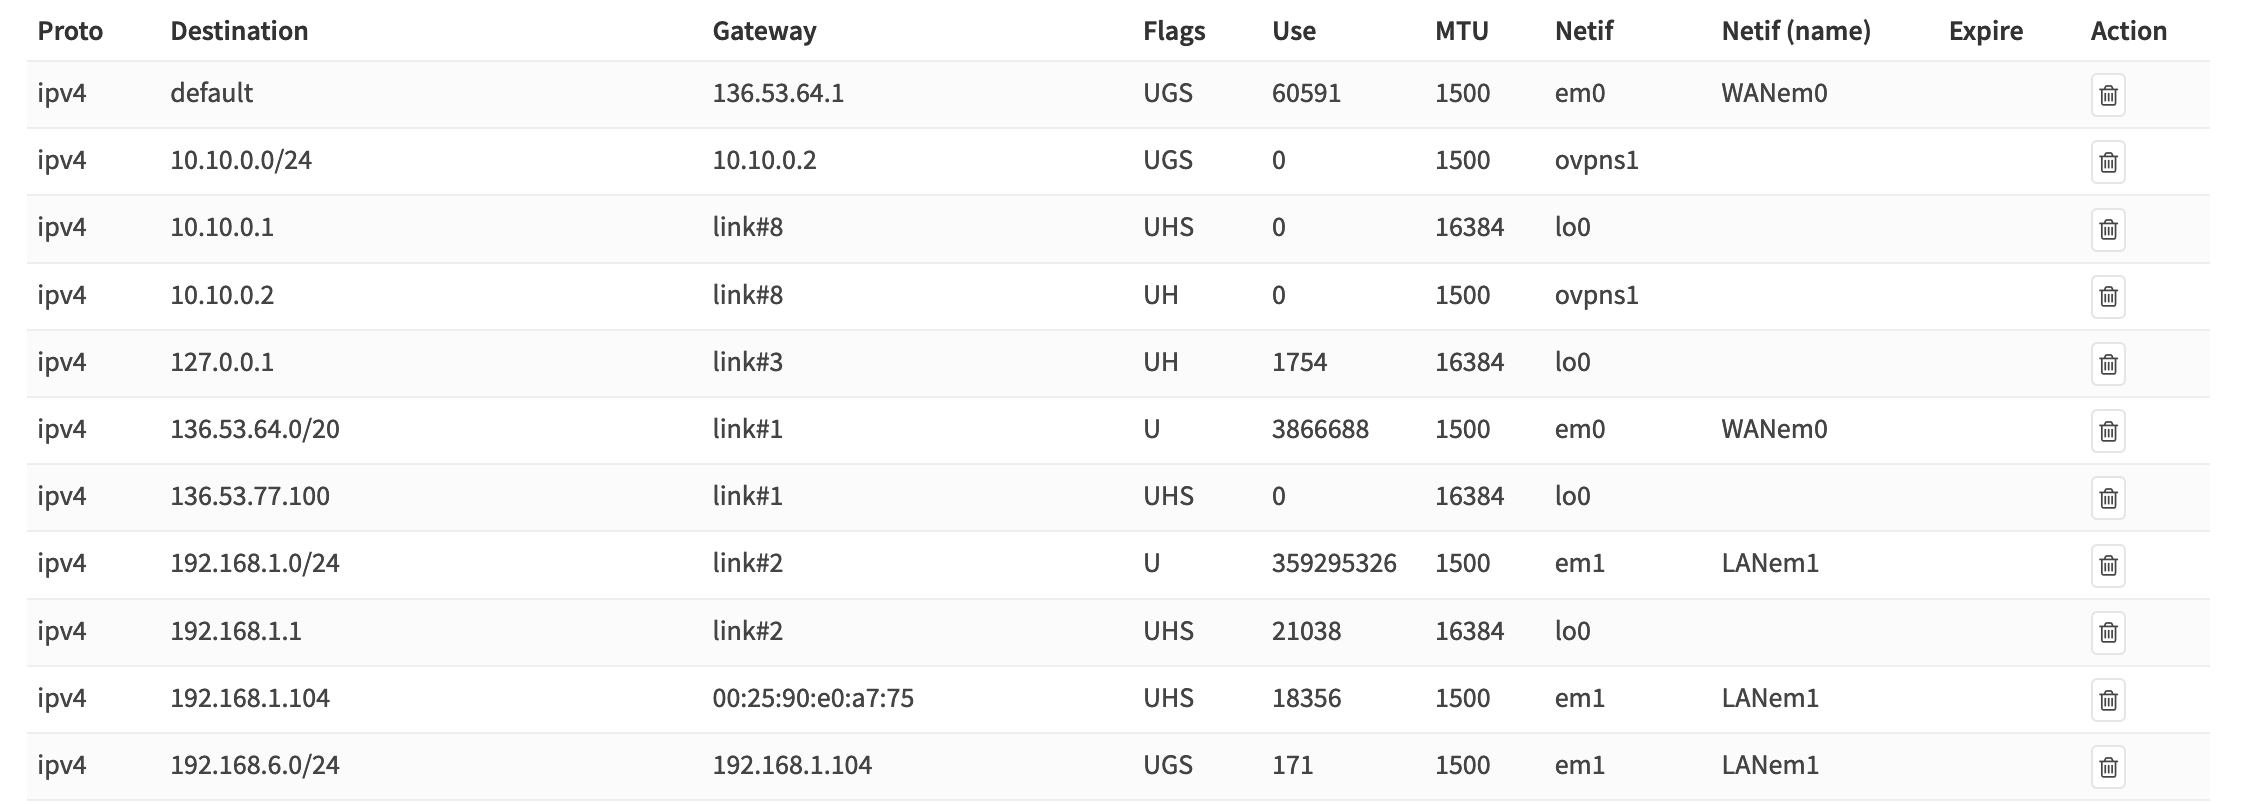 Proto Destination Gateway Flags Use MTU Netif Netif (name) Expire Action
ipv4 default 136.53.64.1 UGS 60591 1500 em0 WANem0
ipv4 10.10.0.0/24 10.10.0.2 UGS 0 1500 ovpns1
ipv4 10.10.0.1 link#8 UHS 0 16384 lo0
ipv4 10.10.0.2 link#8 UH 0 1500 ovpns1
ipv4 127.0.0.1 link#3 UH 1754 16384 lo0
ipv4 136.53.64.0/20 link#1 U 3866688 1500 em0 WANem0
ipv4 136.53.77.100 link#1 UHS 0 16384 lo0
ipv4 192.168.1.0/24 link#2 U 359295326 1500 em1 LANem1
ipv4 192.168.1.1 link#2 UHS 21038 16384 lo0
ipv4 192.168.1.104 00:25:90:e0:a7:75 UHS 18356 1500 em1 LANem1
ipv4 192.168.6.0/24 192.168.1.104 UGS 171 1500 em1 LANem1